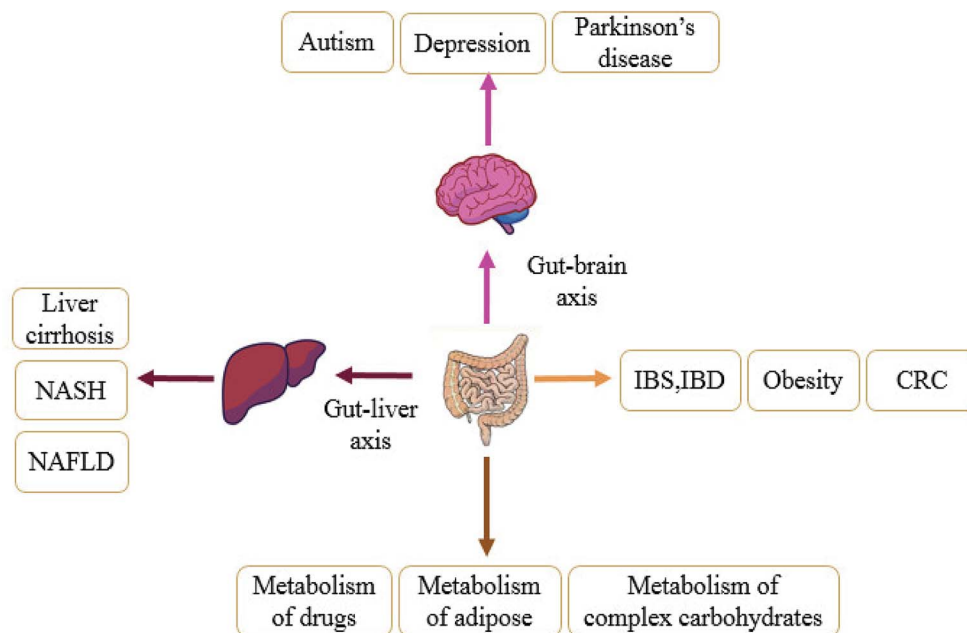 Autism
Depression
Parkinson's
disease
Gut-brain
axis
Liver
cirrhosis
NASH
NAFLD
Gut-liver
axis
IBS,IBD
Obesity
CRC
Metabolism
of drugs
Metabolism
of adipose
Metabolism of
complex carbohydrates